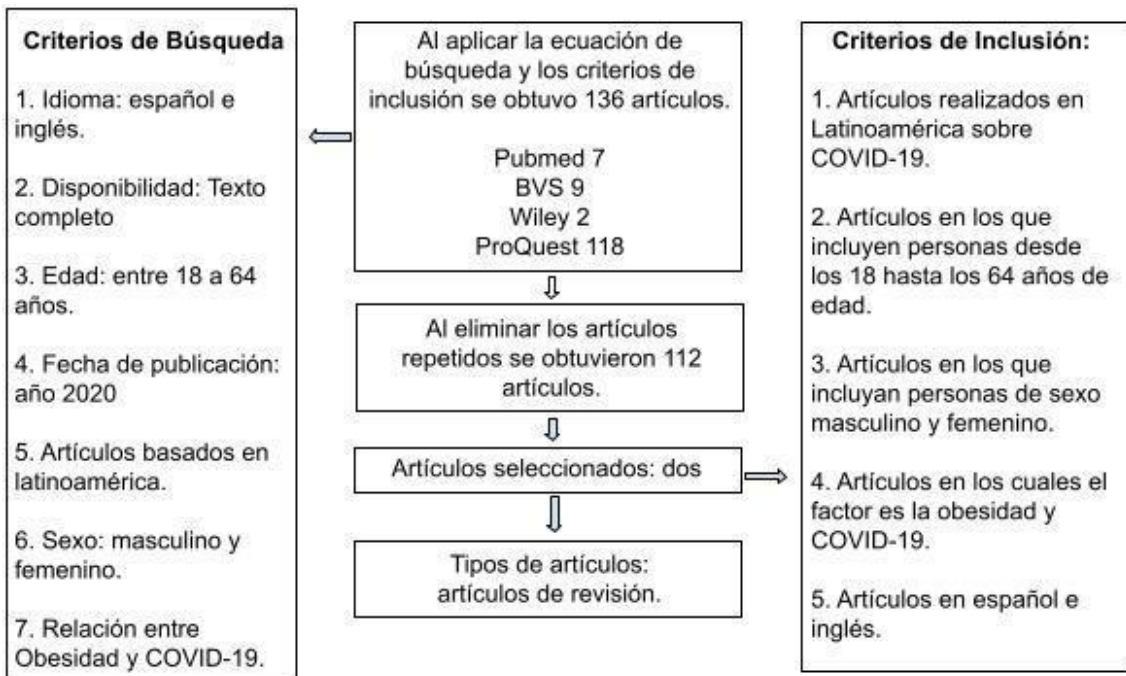 Criterios de Búsqueda
1. Idioma: español e
inglés.
2. Disponibilidad: Texto
completo
3. Edad: entre 18 a 64
años.
4. Fecha de publicación:
año 2020
5. Artículos basados en
latinoamérica.
6. Sexo: masculino y
femenino.
7. Relación entre
Obesidad y COVID-19.
Al aplicar la ecuación de
búsqueda y los criterios de
inclusión se obtuvo 136 artículos.
Pubmed 7
BVS 9
Wiley 2
ProQuest 118
Al eliminar los artículos
repetidos se obtuvieron 112
artículos.
Artículos seleccionados: dos
Tipos de artículos:
artículos de revisión.
Criterios de Inclusión:
1. Artículos realizados en
Latinoamérica sobre
COVID-19.
2. Artículos en los que
incluyen personas desde
los 18 hasta los 64 años de
edad.
3. Artículos en los que
incluyan personas de sexo
masculino y femenino.
4. Artículos en los cuales el
factor es la obesidad y
COVID-19.
5. Artículos en español e
inglés.